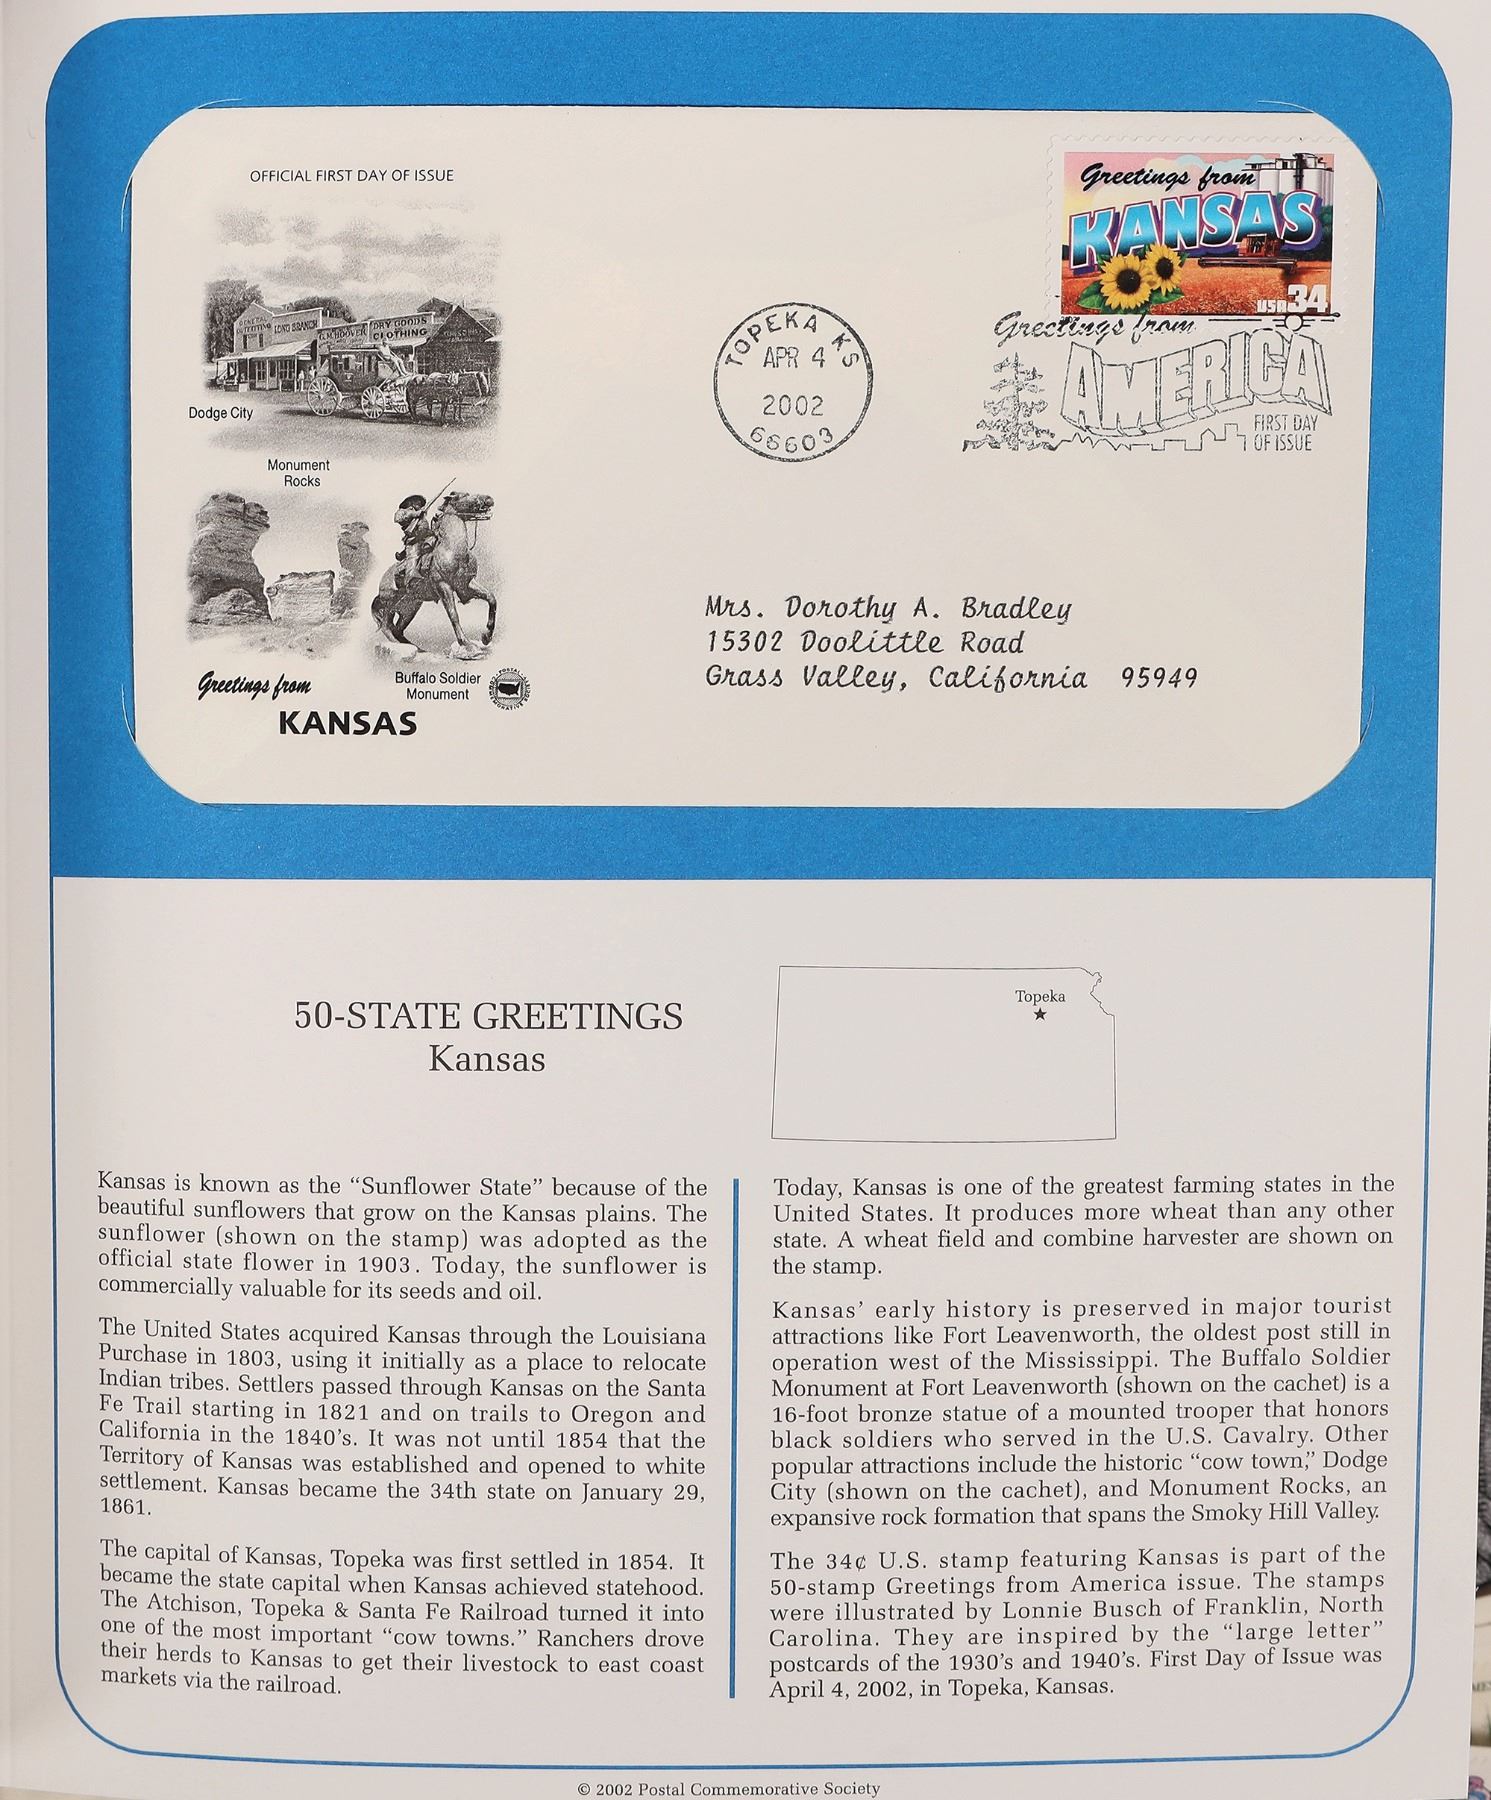 OFFICIAL FIRST DAY OF ISSUE
GENERAL OUTFITTING
LONG BRANCH
DRY GOODS
CLOTHING
Dodge City
Monument
Rocks
Greetings from
KANSAS
Buffalo Soldier
Monument
POSTAL COMMEMORATIVE SOCIETY
TOPEKA KS
APR 4
2002
66603
Greetings from
KANSAS
USA 34
Greetings from
AMERICA
FIRST DAY
OF ISSUE
Mrs. Dorothy A. Bradley
15302 Doolittle Road
Grass Valley, California 95949
50-STATE GREETINGS
Kansas
Topeka
Kansas is known as the “Sunflower State” because of the
beautiful sunflowers that grow on the Kansas plains. The
sunflower (shown on the stamp) was adopted as the
official state flower in 1903. Today, the sunflower is
commercially valuable for its seeds and oil.
The United States acquired Kansas through the Louisiana
Purchase in 1803, using it initially as a place to relocate
Indian tribes. Settlers passed through Kansas on the Santa
Fe Trail starting in 1821 and on trails to Oregon and
California in the 1840’s. It was not until 1854 that the
Territory of Kansas was established and opened to white
settlement. Kansas became the 34th state on January 29,
1861.
The capital of Kansas, Topeka was first settled in 1854. It
became the state capital when Kansas achieved statehood.
The Atchison, Topeka & Santa Fe Railroad turned it into
one of the most important “cow towns.” Ranchers drove
their herds to Kansas to get their livestock to east coast
markets via the railroad.
Today, Kansas is one of the greatest farming states in the
United States. It produces more wheat than any other
state. A wheat field and combine harvester are shown on
the stamp.
Kansas’ early history is preserved in major tourist
attractions like Fort Leavenworth, the oldest post still in
operation west of the Mississippi. The Buffalo Soldier
Monument at Fort Leavenworth (shown on the cachet) is a
16-foot bronze statue of a mounted trooper that honors
black soldiers who served in the U.S. Cavalry. Other
popular attractions include the historic “cow town,” Dodge
City (shown on the cachet), and Monument Rocks, an
expansive rock formation that spans the Smoky Hill Valley.
The 34¢ U.S. stamp featuring Kansas is part of the
50-stamp Greetings from America issue. The stamps
were illustrated by Lonnie Busch of Franklin, North
Carolina. They are inspired by the “large letter”
postcards of the 1930’s and 1940’s. First Day of Issue was
April 4, 2002, in Topeka, Kansas.
© 2002 Postal Commemorative Society